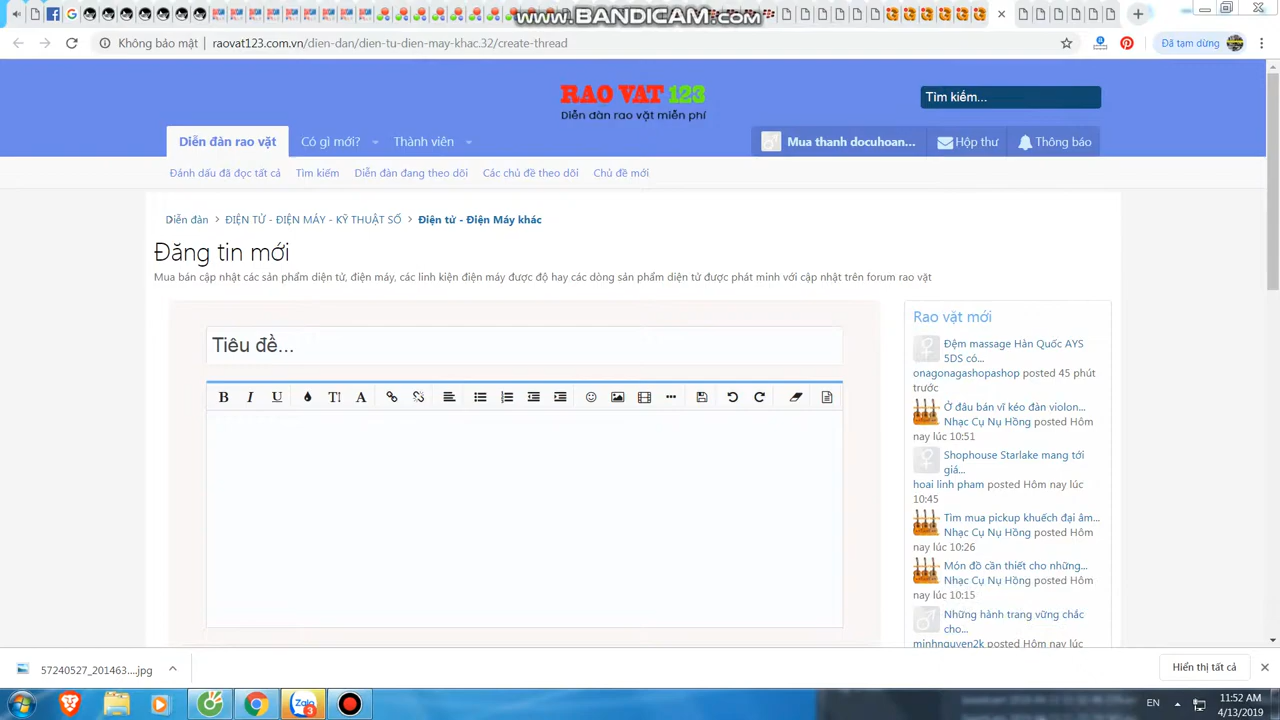 www.BANDICAM.com
Không bảo mật | raovat123.com.vn/dien-dan/dien-tu-dien-may-khac.32/create-thread
Đã tạm dừng
RAO VAT 123
Diễn đàn rao vặt miễn phí
Tìm kiếm...
Diễn đàn rao vặt
Có gì mới?
Thành viên
Mua thanh docuhoan...
Hộp thư
Thông báo
Đánh dấu đã đọc tất cả
Tìm kiếm
Diễn đàn đang theo dõi
Các chủ đề theo dõi
Chủ đề mới
Diễn đàn
ĐIỆN TỬ - ĐIỆN MÁY - KỸ THUẬT SỐ
Điện tử - Điện Máy khác
Đăng tin mới
Mua bán cập nhật các sản phẩm diện tử, điện máy, các linh kiện điện máy được độ hay các dòng sản phẩm diện tử được phát minh với cập nhật trên forum rao vặt
Tiêu đề...
Rao vặt mới
Đệm massage Hàn Quốc AYS
5DS có...
onagonagashopashop posted 45 phút
trước
Ở đâu bán vĩ kéo đàn violon...
Nhạc Cụ Nụ Hồng posted Hôm
nay lúc 10:51
Shophouse Starlake mang tới
giá...
hoai linh pham posted Hôm nay lúc
10:45
Tìm mua pickup khuếch đại âm...
Nhạc Cụ Nụ Hồng posted Hôm
nay lúc 10:26
Món đồ cần thiết cho những...
Nhạc Cụ Nụ Hồng posted Hôm
nay lúc 10:15
Những hành trang vững chắc
cho...
minhnguyen2k posted Hôm nay lúc
57240527_201463....jpg
Hiển thị tất cả
Zalo
3
EN
11:52 AM
4/13/2019